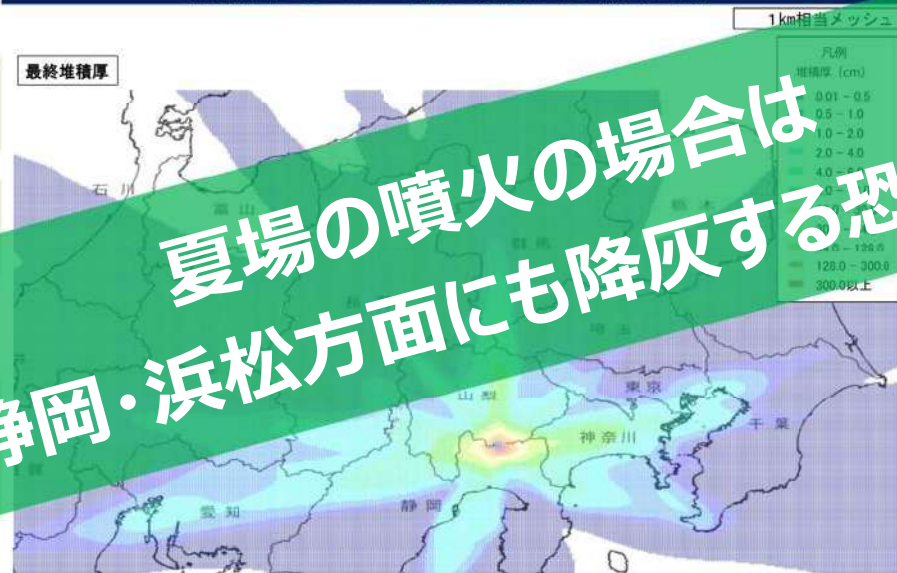 1km相当メッシュ
最終堆積厚
凡例
堆積厚 (cm)
0.01 - 0.5
0.5 - 1.0
1.0 - 2.0
2.0 - 4.0
128.0 - 300.0
300.0以上
夏場の噴火の場合は
静岡・浜松方面にも降灰する恐
石川
富山
群馬
栃木
埼玉
山梨
東京
神奈川
千葉
静岡
愛知